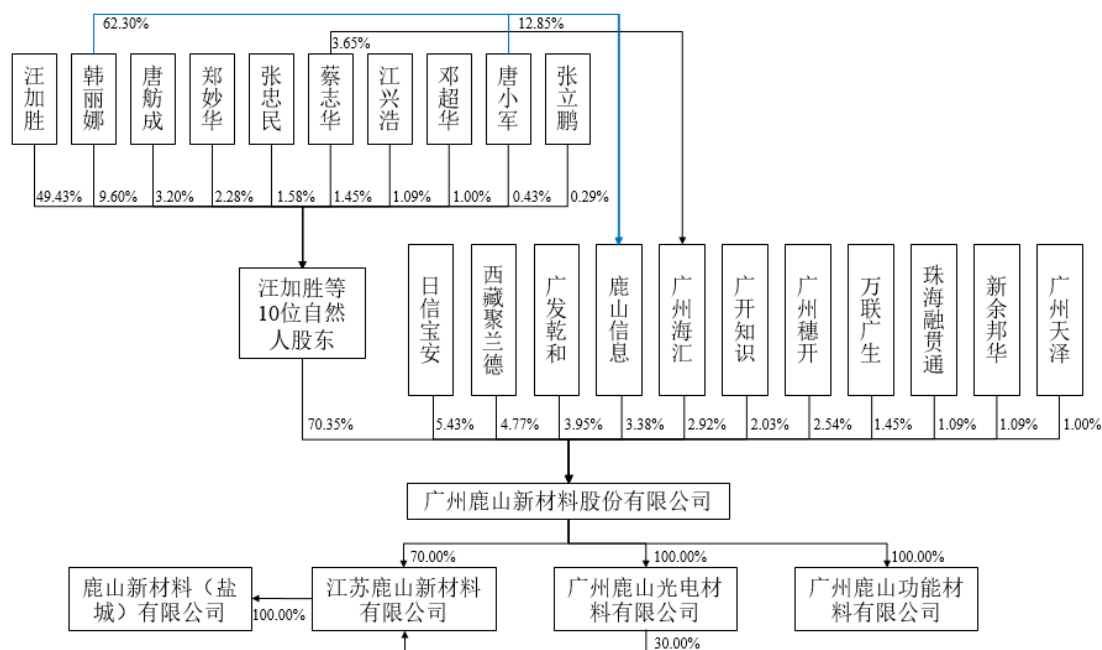 62.30%
12.85%
3.65%
汪加胜
韩丽娜
唐舫成
郑妙华
张忠民
蔡志华
江兴浩
邓超华
唐小军
张立鹏
49.43%
9.60%
3.20%
2.28%
1.58%
1.45%
1.09%
1.00%
0.43%
0.29%
汪加胜等
10位自然
人股东
日信宝安
西藏聚兰德
广发乾和
鹿山信息
广州海汇
广开知识
广州穗开
万联广生
珠海融贯通
新余邦华
广州天泽
70.35%
5.43%
4.77%
3.95%
3.38%
2.92%
2.03%
2.54%
1.45%
1.09%
1.09%
1.00%
广州鹿山新材料股份有限公司
70.00%
100.00%
100.00%
鹿山新材料（盐
城）有限公司
100.00%
江苏鹿山新材料
有限公司
广州鹿山光电材
料有限公司
广州鹿山功能材
料有限公司
30.00%